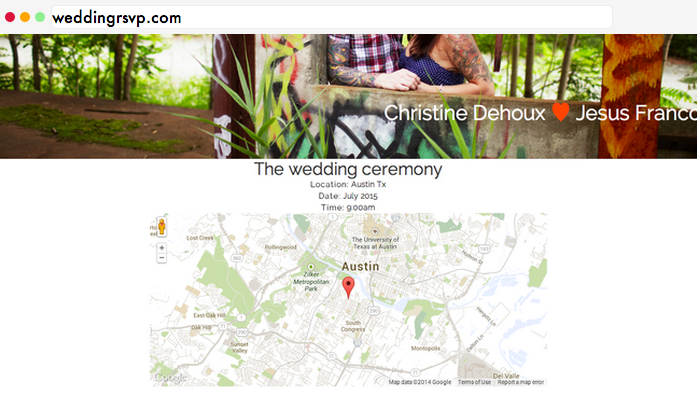 weddingrsvp.com
Christine Dehoux ♥ Jesus Franco
The wedding ceremony
Location: Austin Tx
Date: July 2015
Time: 9:00am
Lost Creek
Rollingwood
The University of
Texas at Austin
Austin
Zilker
Metropolitan
Park
East Oak Hill
Oak Hill
South
Congress
Sunset
Valley
Montopolis
Del Valle
Google
Map data ©2014 Google
Terms of Use
Report a map error